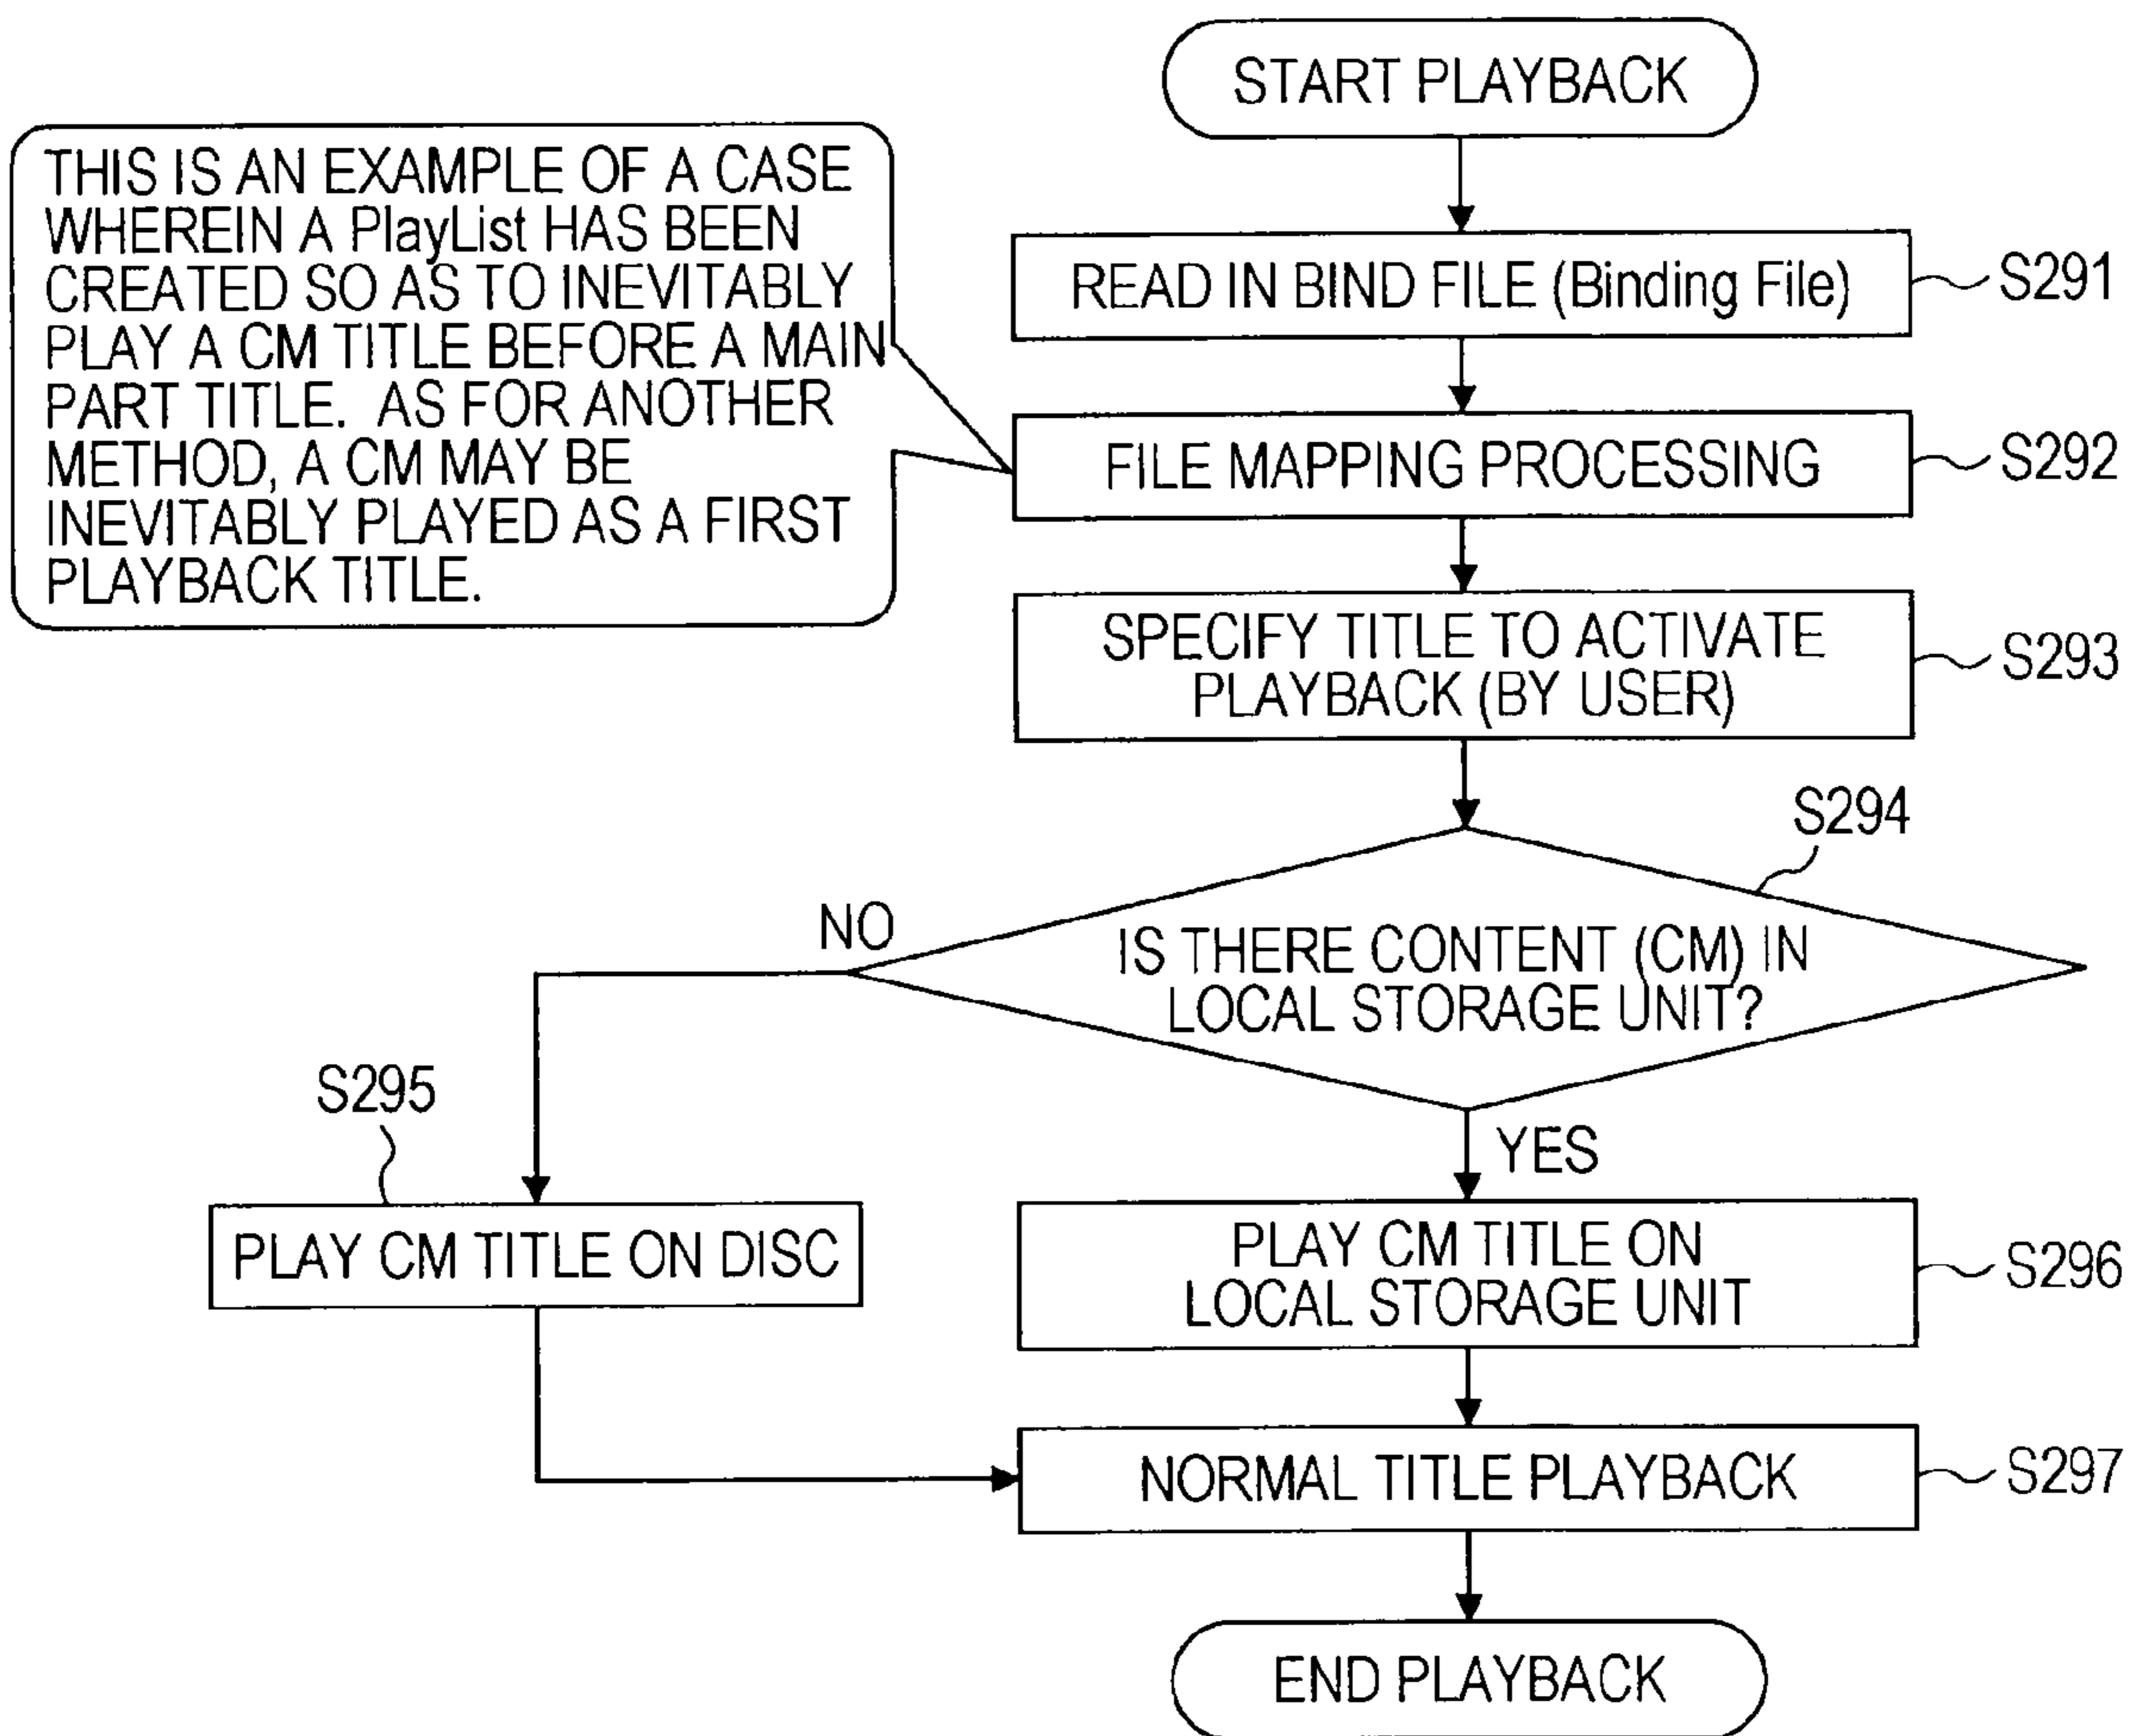 START PLAYBACK
THIS IS AN EXAMPLE OF A CASE
WHEREIN A PlayList HAS BEEN
CREATED SO AS TO INEVITABLY
PLAY A CM TITLE BEFORE A MAIN
PART TITLE. AS FOR ANOTHER
METHOD, A CM MAY BE
INEVITABLY PLAYED AS A FIRST
PLAYBACK TITLE.
READ IN BIND FILE (Binding File)
S291
FILE MAPPING PROCESSING
S292
SPECIFY TITLE TO ACTIVATE
PLAYBACK (BY USER)
S293
S294
IS THERE CONTENT (CM) IN
LOCAL STORAGE UNIT?
NO
YES
S295
PLAY CM TITLE ON DISC
PLAY CM TITLE ON
LOCAL STORAGE UNIT
S296
NORMAL TITLE PLAYBACK
S297
END PLAYBACK